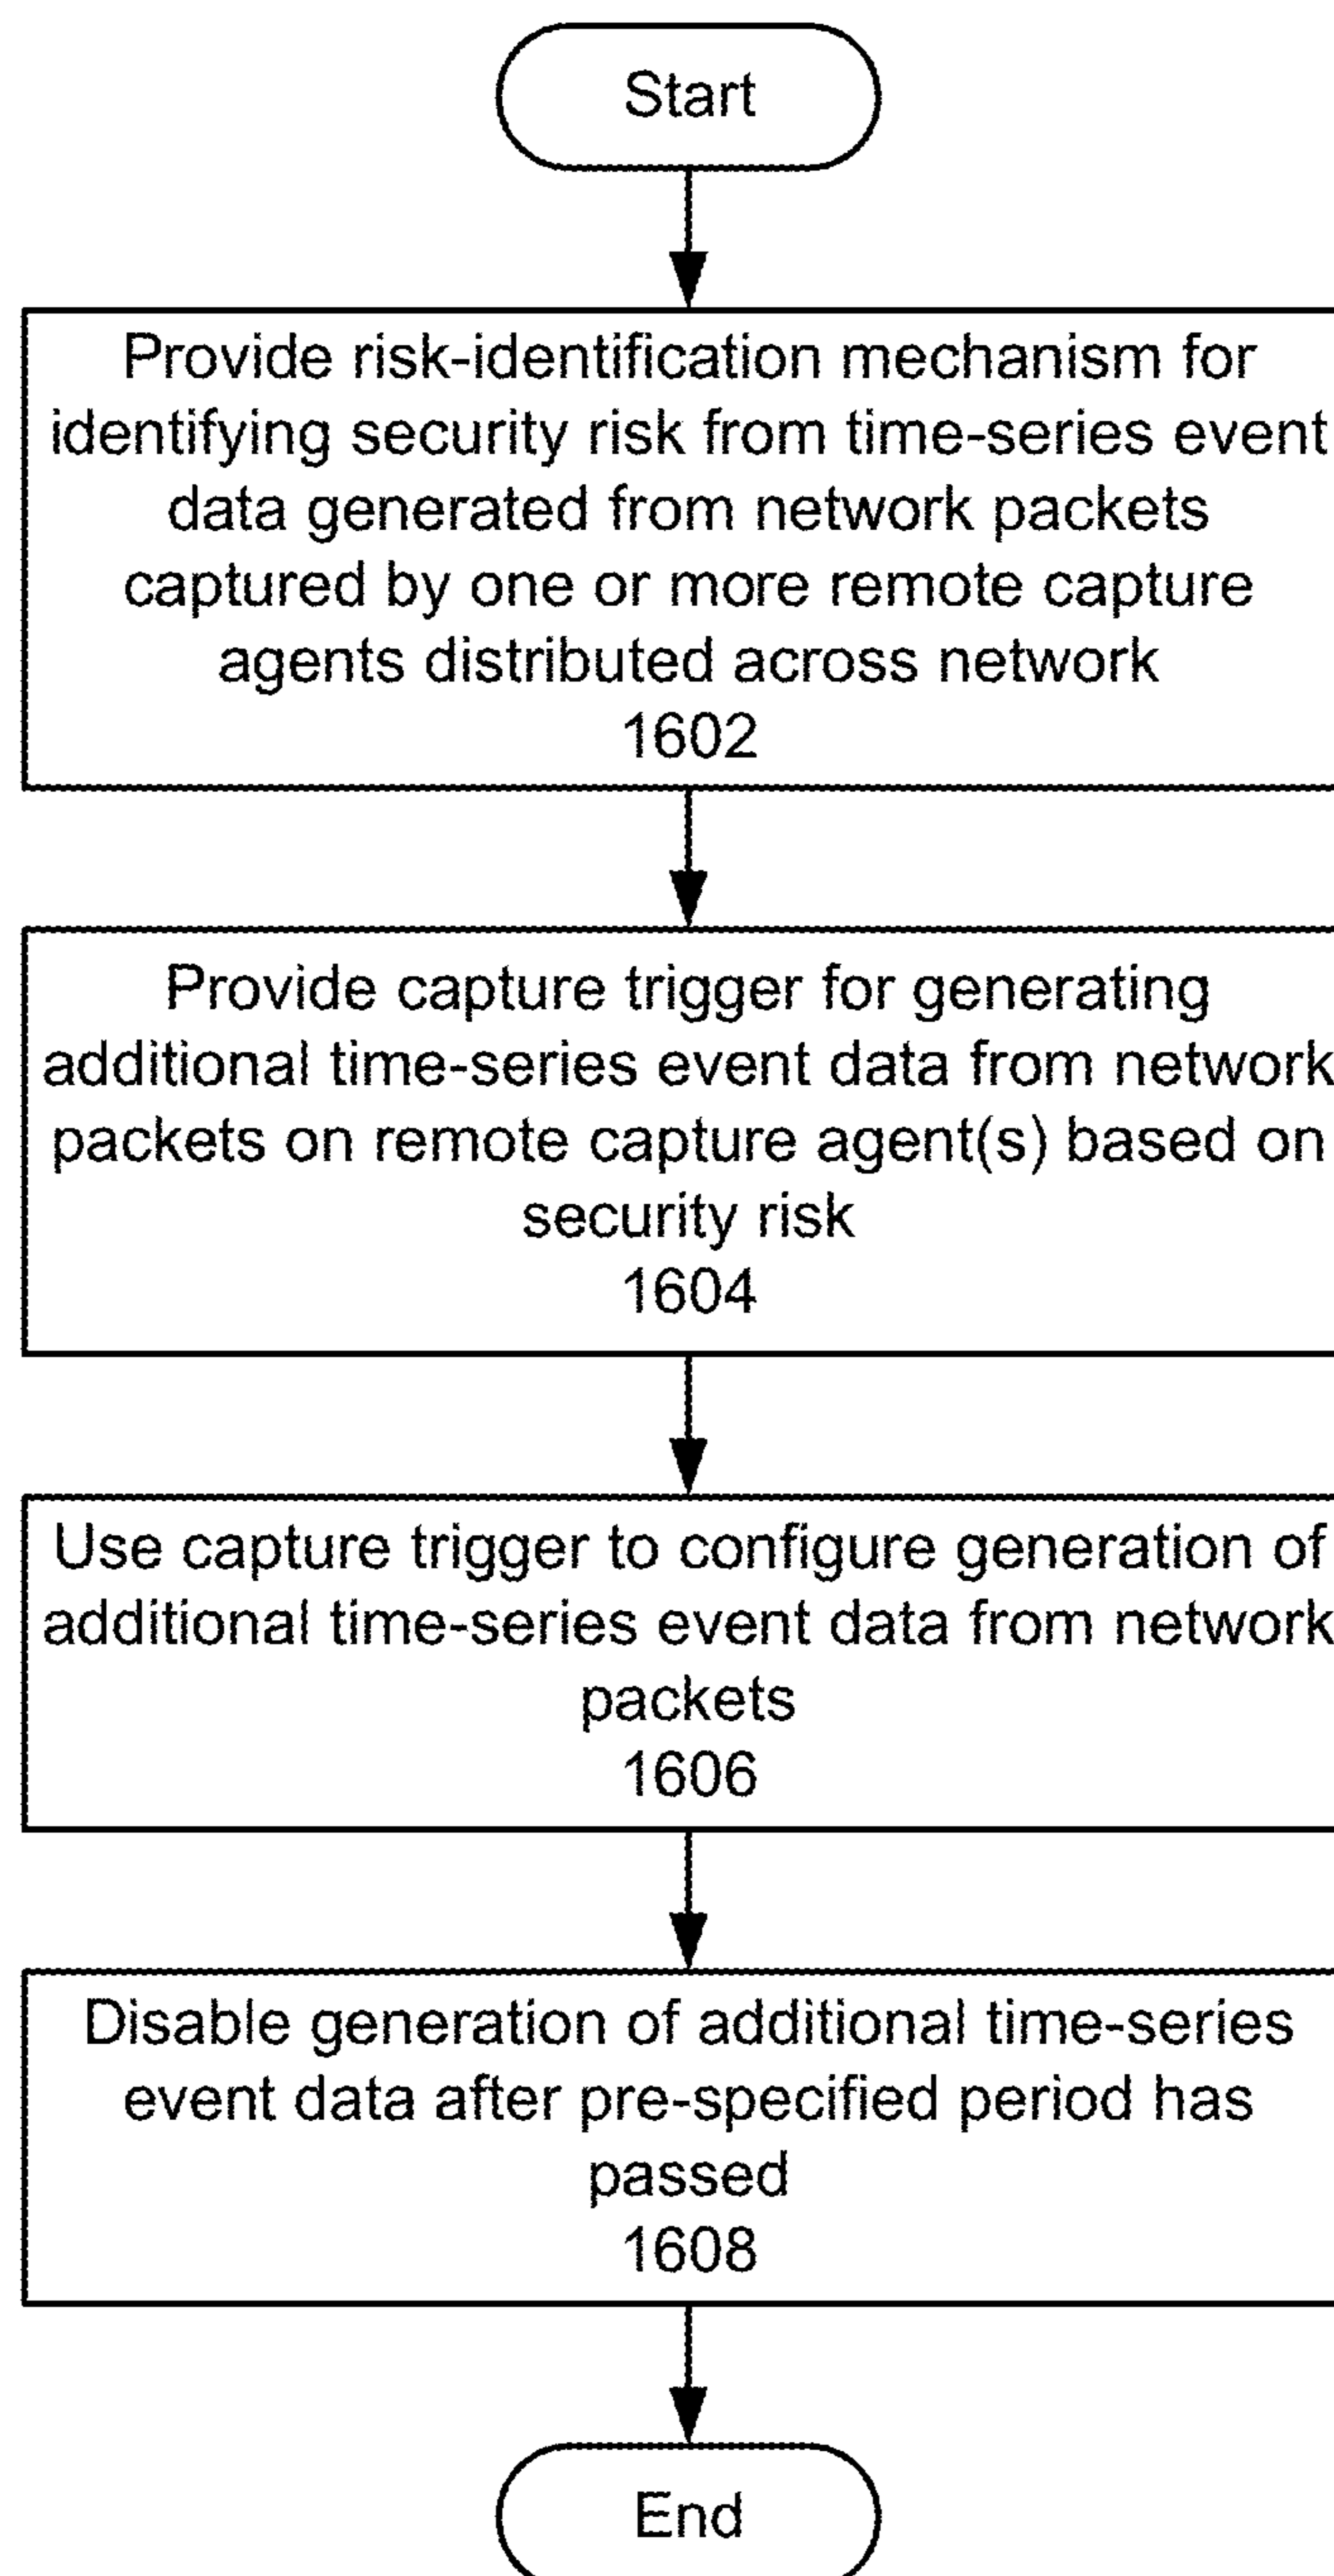 Start
Provide risk-identification mechanism for
identifying security risk from time-series event
data generated from network packets
captured by one or more remote capture
agents distributed across network
1602
Provide capture trigger for generating
additional time-series event data from network
packets on remote capture agent(s) based on
security risk
1604
Use capture trigger to configure generation of
additional time-series event data from network
packets
1606
Disable generation of additional time-series
event data after pre-specified period has
passed
1608
End